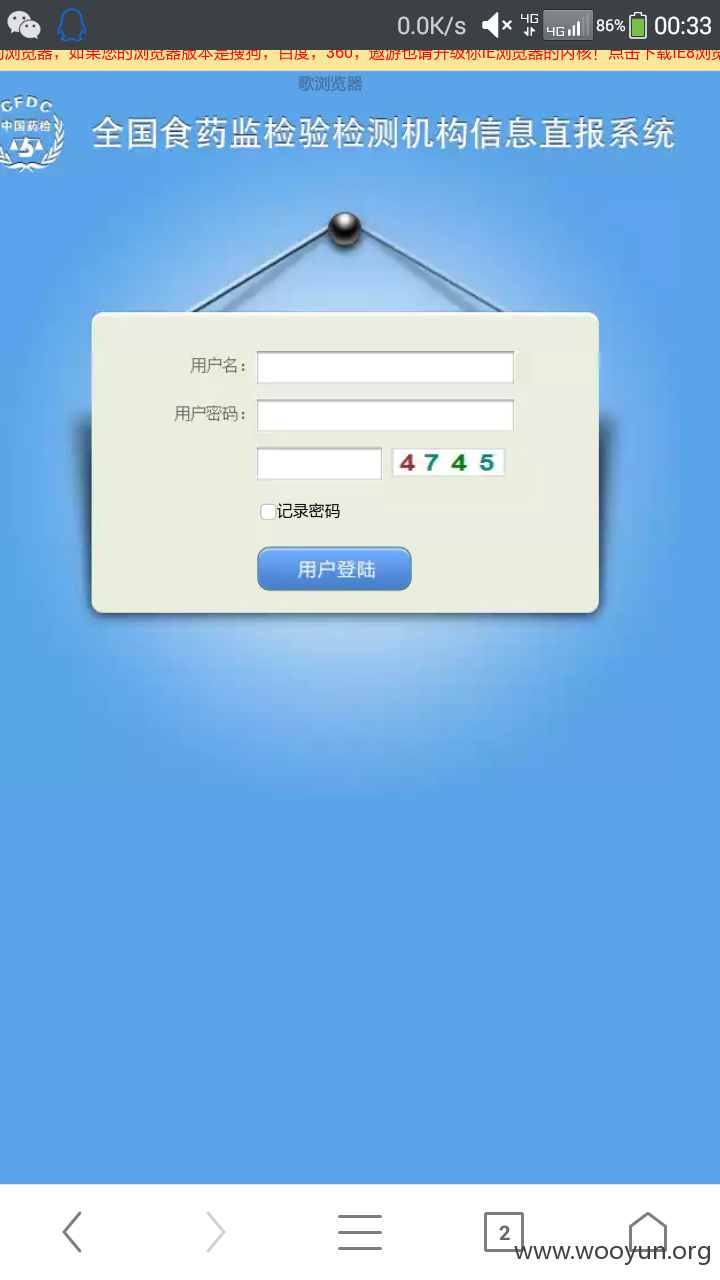 0.0K/s 4G 4G 86% 00:33
的浏览器，如果您的浏览器版本是搜狗，百度，360，遨游也请升级你IE浏览器的内核！点击下载IE8浏览
歌浏览器
CFDC
中国药检
全国食药监检验检测机构信息直报系统
用户名：
用户密码：
4745
记录密码
用户登陆
2
www.wooyun.org